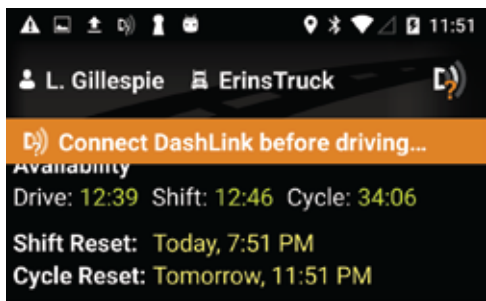 11:51
L. Gillespie ErinsTruck
Connect DashLink before driving...
Availability
Drive: 12:39 Shift: 12:46 Cycle: 34:06
Shift Reset: Today, 7:51 PM
Cycle Reset: Tomorrow, 11:51 PM